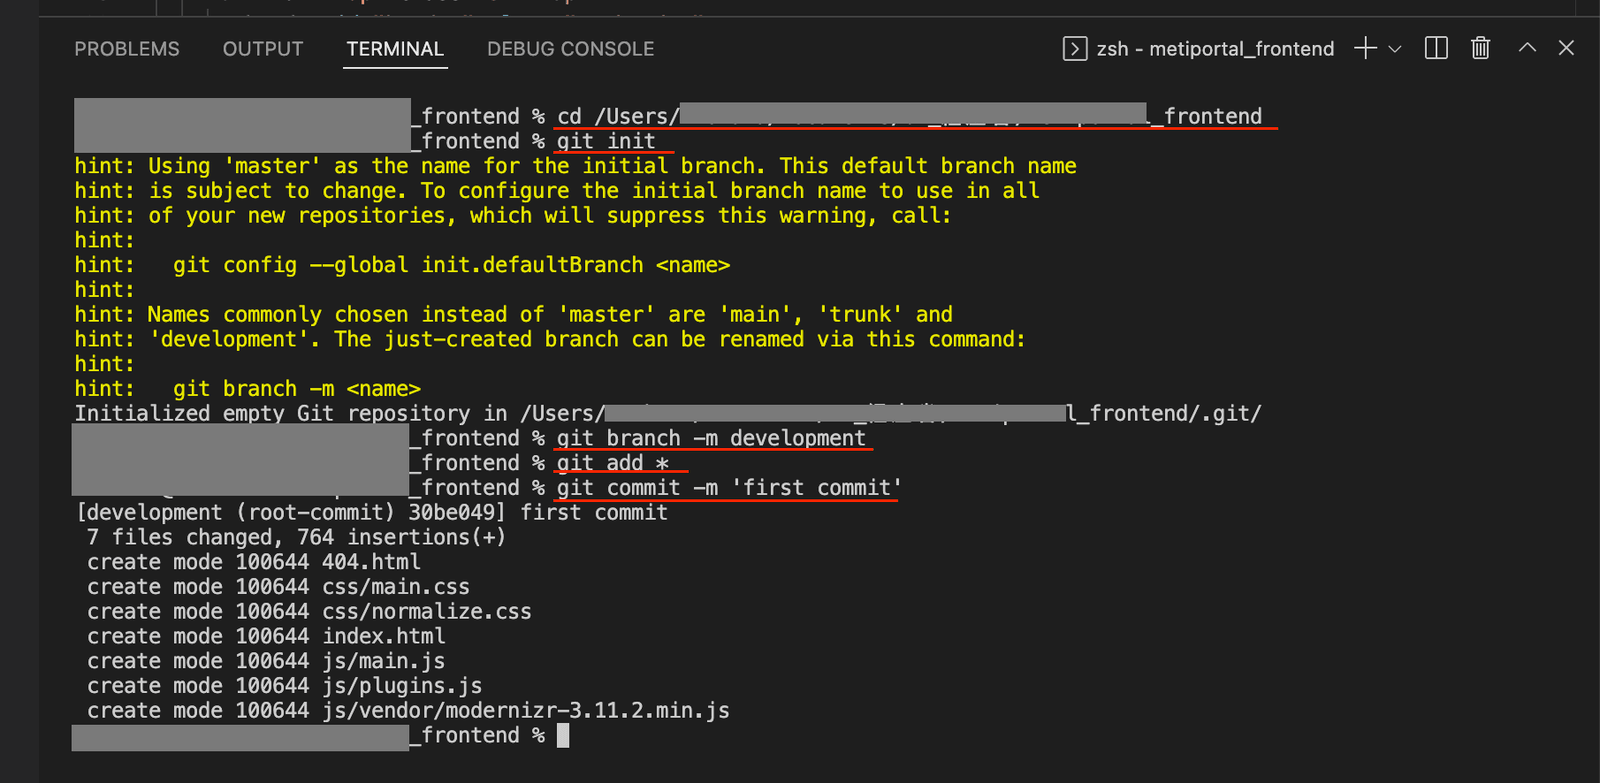 PROBLEMS OUTPUT TERMINAL DEBUG CONSOLE zsh - metiportal_frontend
_frontend % cd /Users/ _frontend
_frontend % git init
hint: Using 'master' as the name for the initial branch. This default branch name
hint: is subject to change. To configure the initial branch name to use in all
hint: of your new repositories, which will suppress this warning, call:
hint:
hint:   git config --global init.defaultBranch <name>
hint:
hint: Names commonly chosen instead of 'master' are 'main', 'trunk' and
hint: 'development'. The just-created branch can be renamed via this command:
hint:
hint:   git branch -m <name>
Initialized empty Git repository in /Users/ l_frontend/.git/
_frontend % git branch -m development
_frontend % git add *
_frontend % git commit -m 'first commit'
[development (root-commit) 30be049] first commit
 7 files changed, 764 insertions(+)
 create mode 100644 404.html
 create mode 100644 css/main.css
 create mode 100644 css/normalize.css
 create mode 100644 index.html
 create mode 100644 js/main.js
 create mode 100644 js/plugins.js
 create mode 100644 js/vendor/modernizr-3.11.2.min.js
_frontend %